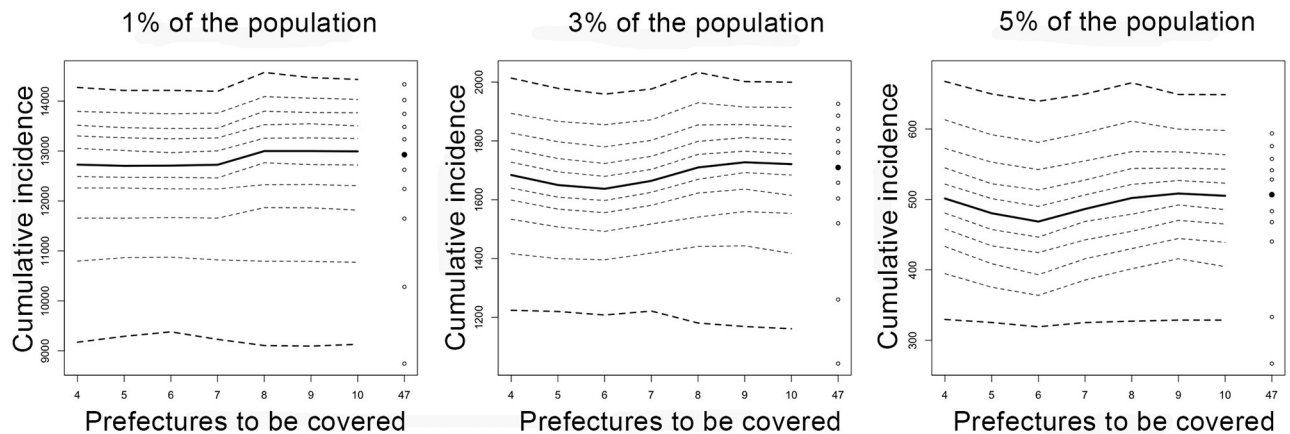 1% of the population
Cumulative incidence
14000
13000
12000
11000
10000
9000
4 5 6 7 8 9 10 47
Prefectures to be covered
3% of the population
Cumulative incidence
2000
1800
1600
1400
1200
4 5 6 7 8 9 10 47
Prefectures to be covered
5% of the population
Cumulative incidence
600
500
400
300
4 5 6 7 8 9 10 47
Prefectures to be covered